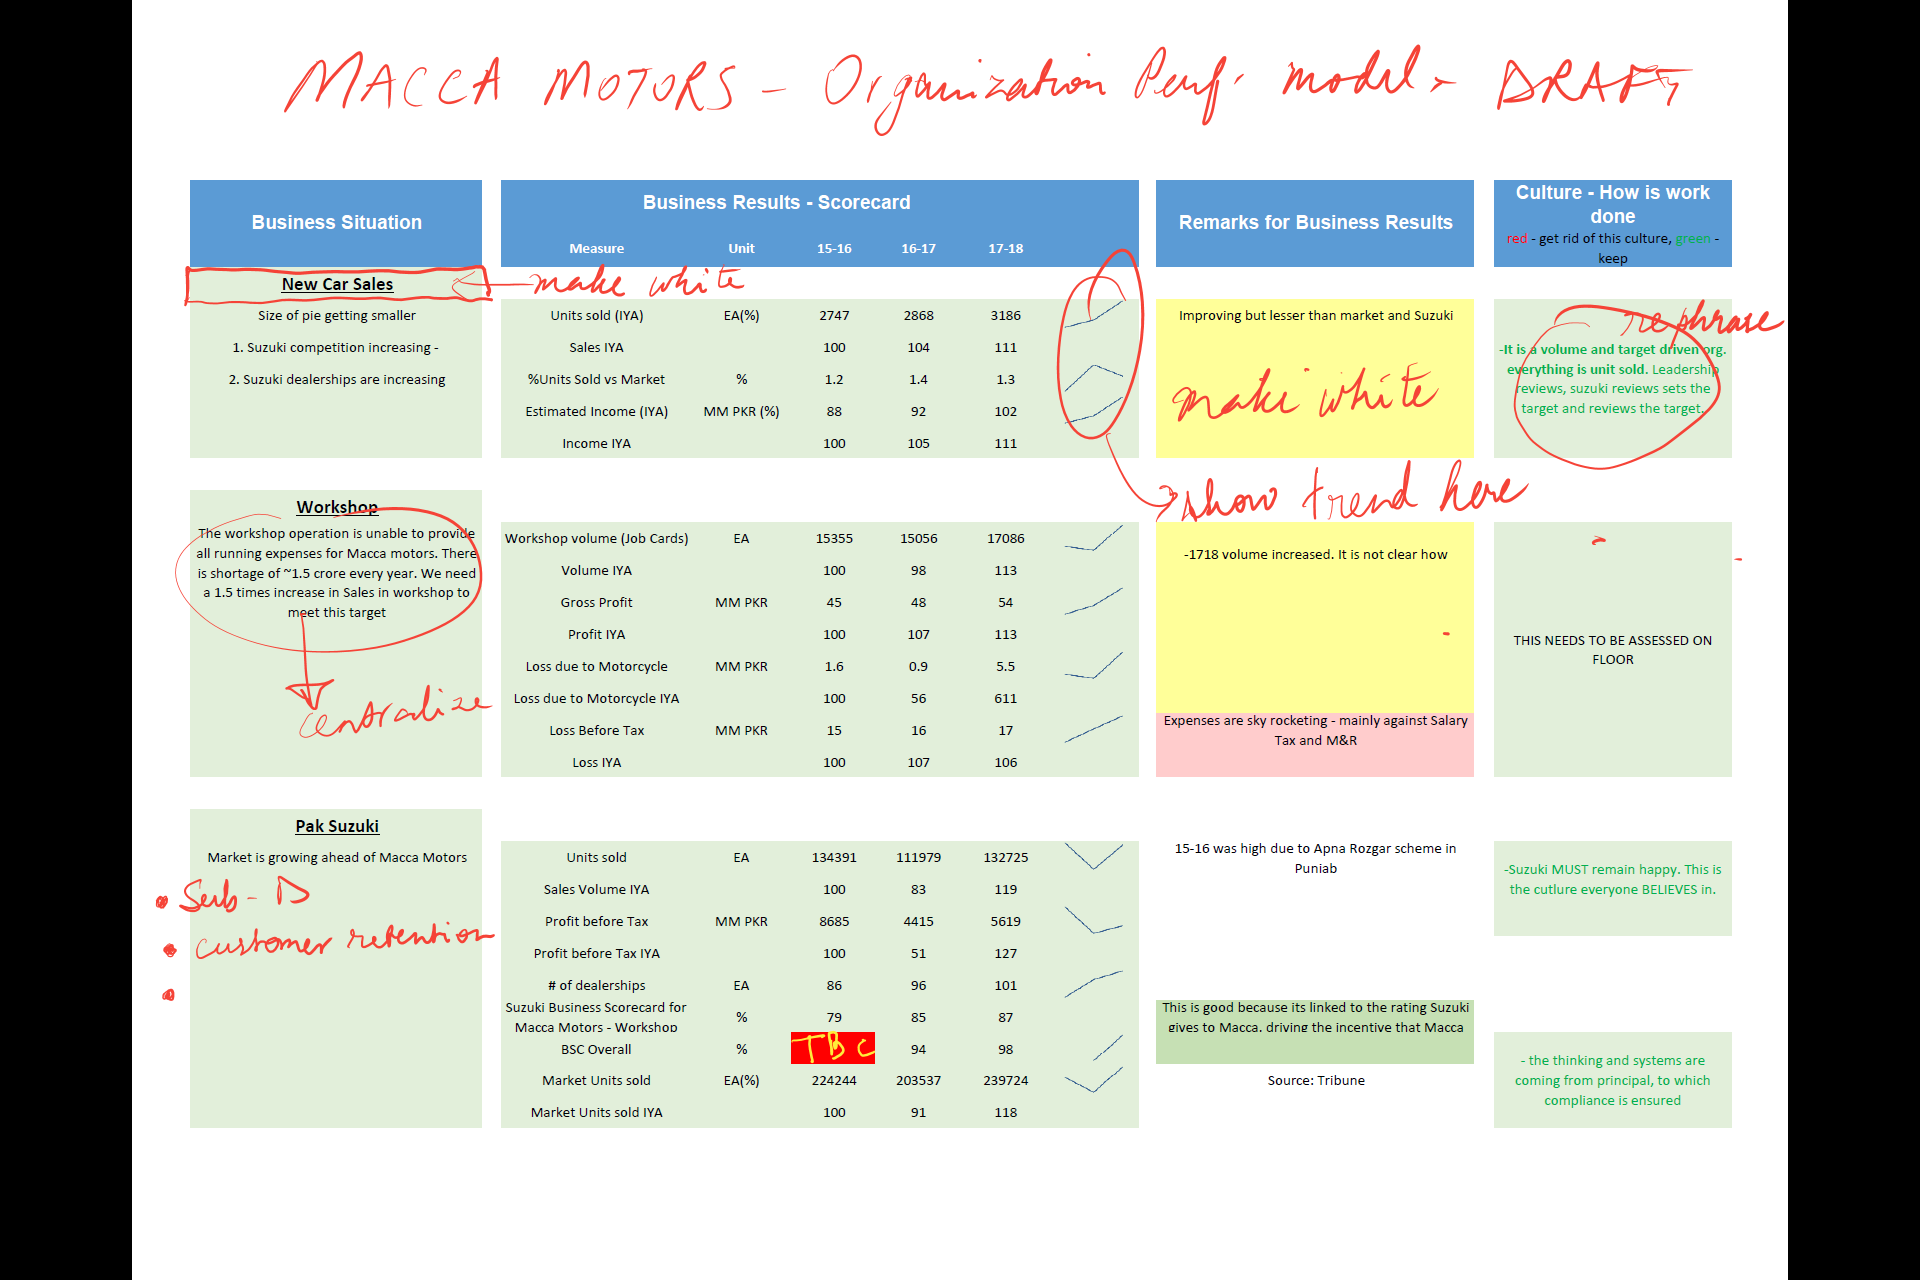 MACCA MOTORS - Organization Perf. model - DRAFT
Business Situation
Business Results - Scorecard
Measure Unit 15-16 16-17 17-18
Remarks for Business Results
Culture - How is work
done
red - get rid of this culture, green -
keep
New Car Sales
make white
Size of pie getting smaller
1. Suzuki competition increasing -
2. Suzuki dealerships are increasing
Units sold (IYA) EA(%) 2747 2868 3186
Sales IYA 100 104 111
%Units Sold vs Market % 1.2 1.4 1.3
Estimated Income (IYA) MM PKR (%) 88 92 102
Income IYA 100 105 111
Improving but lesser than market and Suzuki
make white
show trend here
rephrase
-It is a volume and target driven org.
everything is unit sold. Leadership
reviews, suzuki reviews sets the
target and reviews the target.
Workshop
The workshop operation is unable to provide
all running expenses for Macca motors. There
is shortage of ~1.5 crore every year. We need
a 1.5 times increase in Sales in workshop to
meet this target
centralize
Workshop volume (Job Cards) EA 15355 15056 17086
Volume IYA 100 98 113
Gross Profit MM PKR 45 48 54
Profit IYA 100 107 113
Loss due to Motorcycle MM PKR 1.6 0.9 5.5
Loss due to Motorcycle IYA 100 56 611
Loss Before Tax MM PKR 15 16 17
Loss IYA 100 107 106
-1718 volume increased. It is not clear how
Expenses are sky rocketing - mainly against Salary
Tax and M&R
THIS NEEDS TO BE ASSESSED ON
FLOOR
Pak Suzuki
Market is growing ahead of Macca Motors
• Sub - D
• customer retention
•
Units sold EA 134391 111979 132725
Sales Volume IYA 100 83 119
Profit before Tax MM PKR 8685 4415 5619
Profit before Tax IYA 100 51 127
# of dealerships EA 86 96 101
Suzuki Business Scorecard for
Macca Motors - Workshop % 79 85 87
BSC Overall % TBC 94 98
Market Units sold EA(%) 224244 203537 239724
Market Units sold IYA 100 91 118
15-16 was high due to Apna Rozgar scheme in
Punjab
This is good because its linked to the rating Suzuki
gives to Macca. driving the incentive that Macca
Source: Tribune
-Suzuki MUST remain happy. This is
the cutlure everyone BELIEVES in.
- the thinking and systems are
coming from principal, to which
compliance is ensured